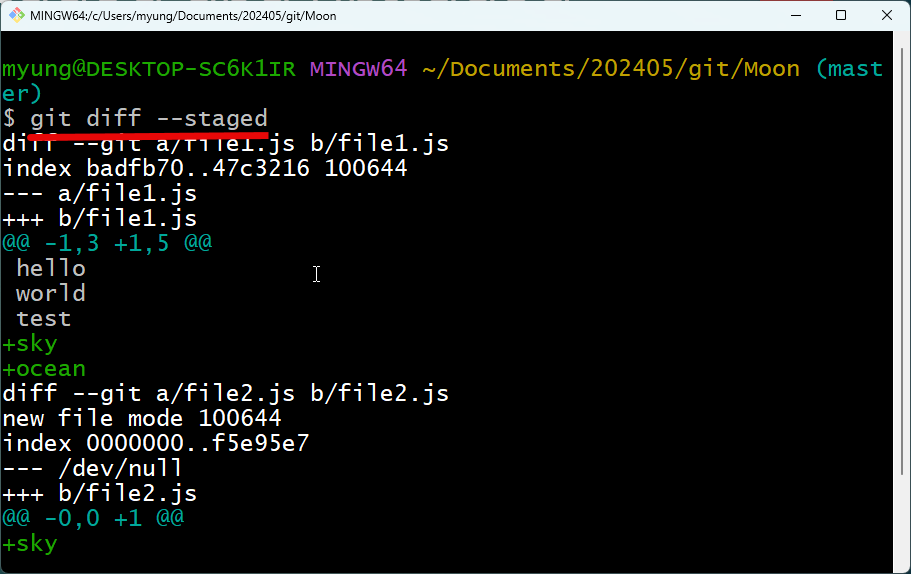 MINGW64:/c/Users/myung/Documents/202405/git/Moon
myung@DESKTOP-SC6K1IR MINGW64 ~/Documents/202405/git/Moon (mast
er)
$ git diff --staged
diff --git a/file1.js b/file1.js
index badfb70..47c3216 100644
--- a/file1.js
+++ b/file1.js
@@ -1,3 +1,5 @@
 hello
 world
 test
+sky
+ocean
diff --git a/file2.js b/file2.js
new file mode 100644
index 0000000..f5e95e7
--- /dev/null
+++ b/file2.js
@@ -0,0 +1 @@
+sky